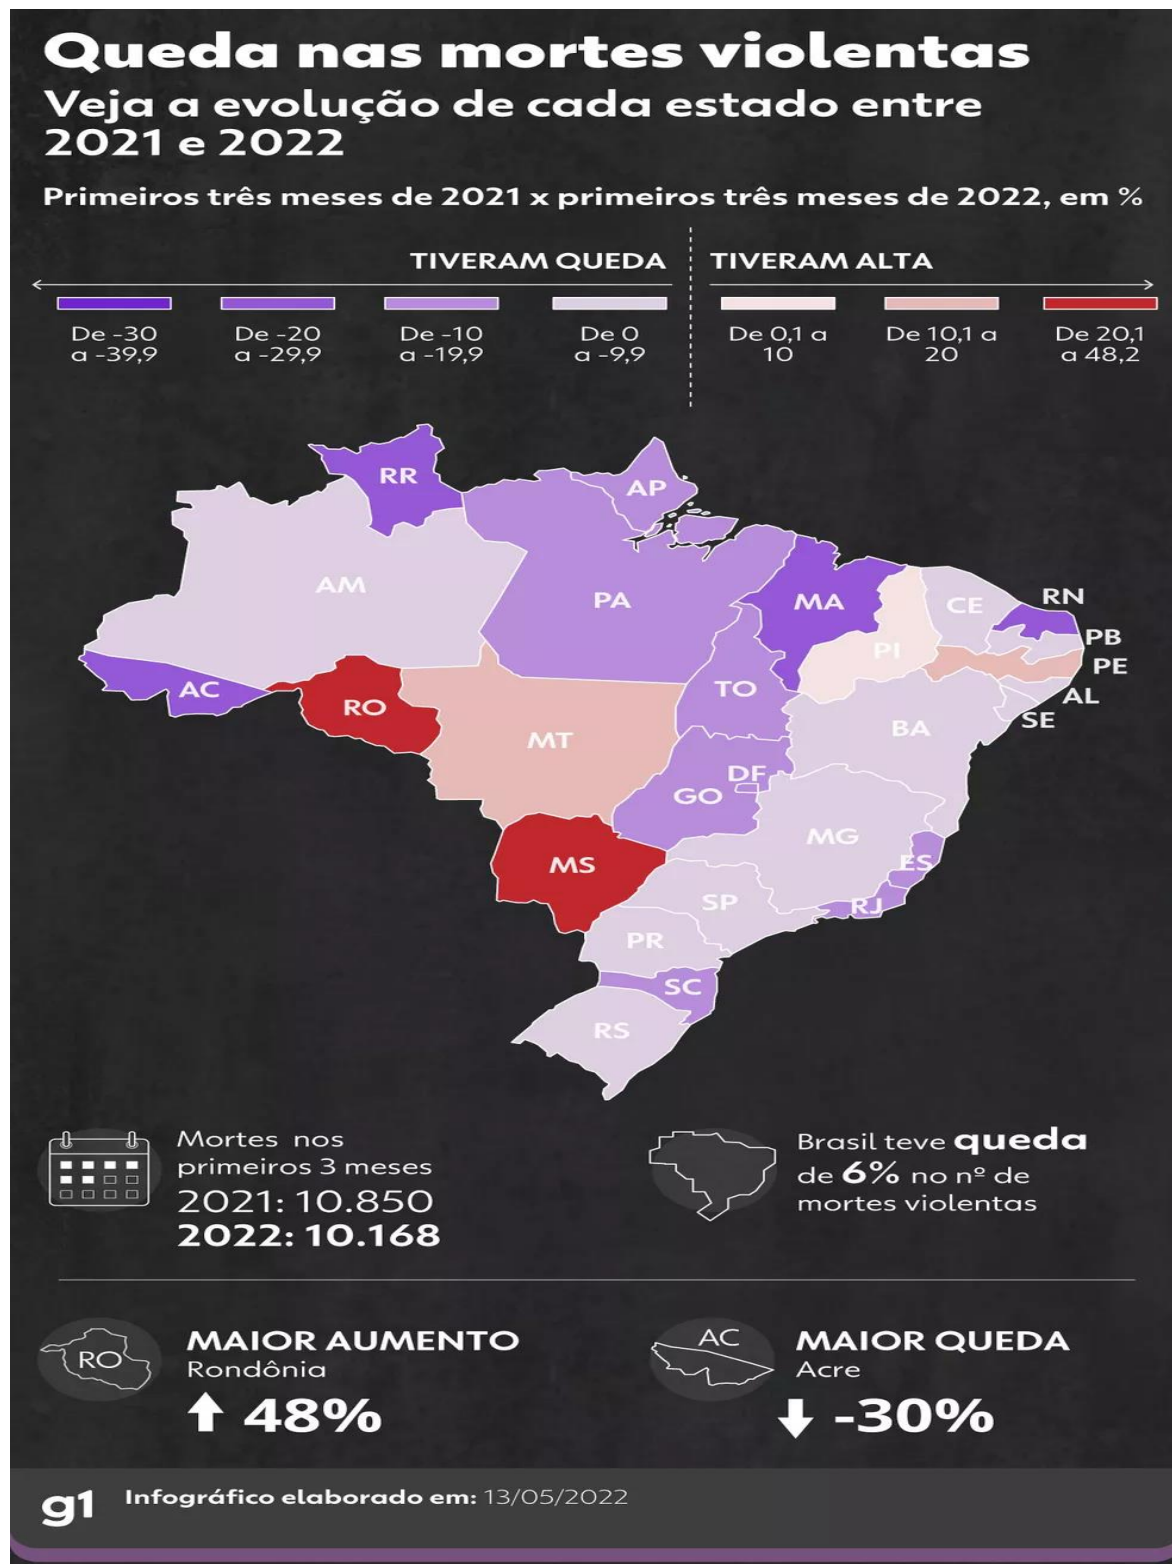 Queda nas mortes violentas
Veja a evolução de cada estado entre
2021 e 2022
Primeiros três meses de 2021 x primeiros três meses de 2022, em %
TIVERAM QUEDA
TIVERAM ALTA
De -30
a -39,9
De -20
a -29,9
De -10
a -19,9
De 0
a -9,9
De 0,1 a
10
De 10,1 a
20
De 20,1
a 48,2
RR
AP
AM
PA
MA
CE
RN
PB
PI
PE
AC
TO
AL
RO
SE
BA
MT
DF
GO
MG
ES
MS
SP
RJ
PR
SC
RS
Mortes nos
primeiros 3 meses
2021: 10.850
2022: 10.168
Brasil teve queda
de 6% no nº de
mortes violentas
RO
MAIOR AUMENTO
Rondônia
48%
AC
MAIOR QUEDA
Acre
-30%
g1
Infográfico elaborado em: 13/05/2022